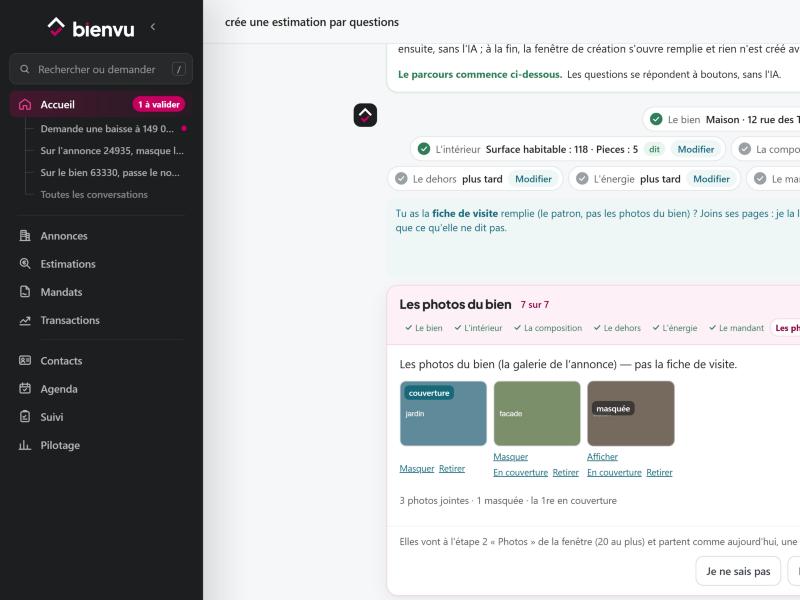 bienvu
crée une estimation par questions
Rechercher ou demander /
Accueil 1 à valider
Demande une baisse à 149 0...
Sur l'annonce 24935, masque l...
Sur le bien 63330, passe le no...
Toutes les conversations
Annonces
Estimations
Mandats
Transactions
Contacts
Agenda
Suivi
Pilotage
ensuite, sans l'IA ; à la fin, la fenêtre de création s'ouvre remplie et rien n'est créé av
Le parcours commence ci-dessous. Les questions se répondent à boutons, sans l'IA.
Le bien Maison · 12 rue des T
L'intérieur Surface habitable : 118 · Pieces : 5 dit Modifier La compo
Le dehors plus tard Modifier L'énergie plus tard Modifier Le ma
Tu as la fiche de visite remplie (le patron, pas les photos du bien) ? Joins ses pages : je la l
que ce qu'elle ne dit pas.
Les photos du bien 7 sur 7
Le bien L'intérieur La composition Le dehors L'énergie Le mandant Les ph
Les photos du bien (la galerie de l'annonce) — pas la fiche de visite.
couverture
jardin facade masquée
Masquer Retirer Masquer Afficher
En couverture Retirer En couverture Retirer
3 photos jointes · 1 masquée · la 1re en couverture
Elles vont à l'étape 2 « Photos » de la fenêtre (20 au plus) et partent comme aujourd'hui, une
Je ne sais pas